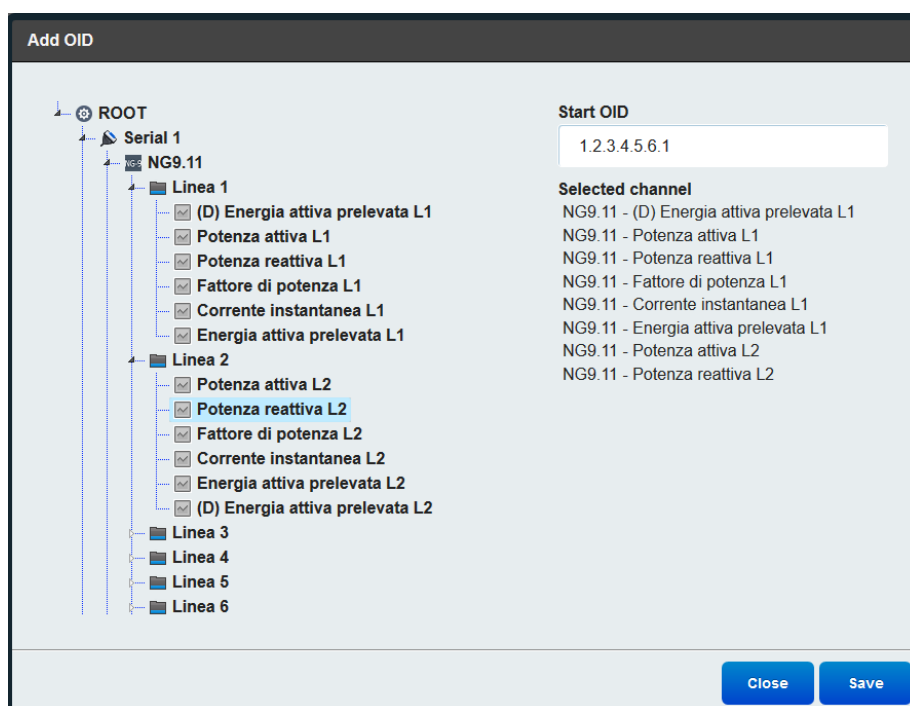 Add OID
ROOT
Serial 1
NG-9 NG9.11
Linea 1
(D) Energia attiva prelevata L1
Potenza attiva L1
Potenza reattiva L1
Fattore di potenza L1
Corrente instantanea L1
Energia attiva prelevata L1
Linea 2
Potenza attiva L2
Potenza reattiva L2
Fattore di potenza L2
Corrente instantanea L2
Energia attiva prelevata L2
(D) Energia attiva prelevata L2
Linea 3
Linea 4
Linea 5
Linea 6
Start OID
1.2.3.4.5.6.1
Selected channel
NG9.11 - (D) Energia attiva prelevata L1
NG9.11 - Potenza attiva L1
NG9.11 - Potenza reattiva L1
NG9.11 - Fattore di potenza L1
NG9.11 - Corrente instantanea L1
NG9.11 - Energia attiva prelevata L1
NG9.11 - Potenza attiva L2
NG9.11 - Potenza reattiva L2
Close
Save